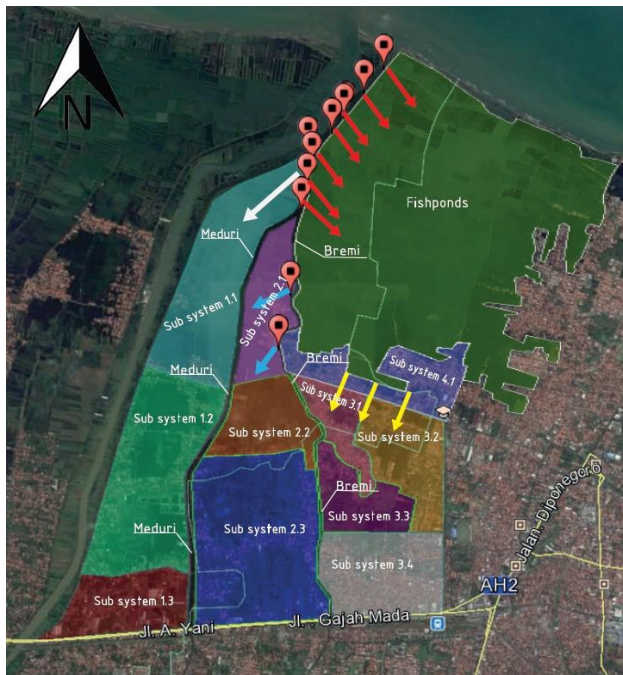 N
Fishponds
Meduri
Bremi
Sub system 2.1
Sub system 1.1
Bremi
Sub system 4.1
Meduri
Sub system 3.1
Sub system 1.2
Sub system 2.2
Sub system 3.2
Bremi
Meduri
Sub system 2.3
Sub system 3.3
Jalan. Diponegoro
Sub system 3.4
AH2
Sub system 1.3
Jl. A. Yani
Jl. . Gajah Mada